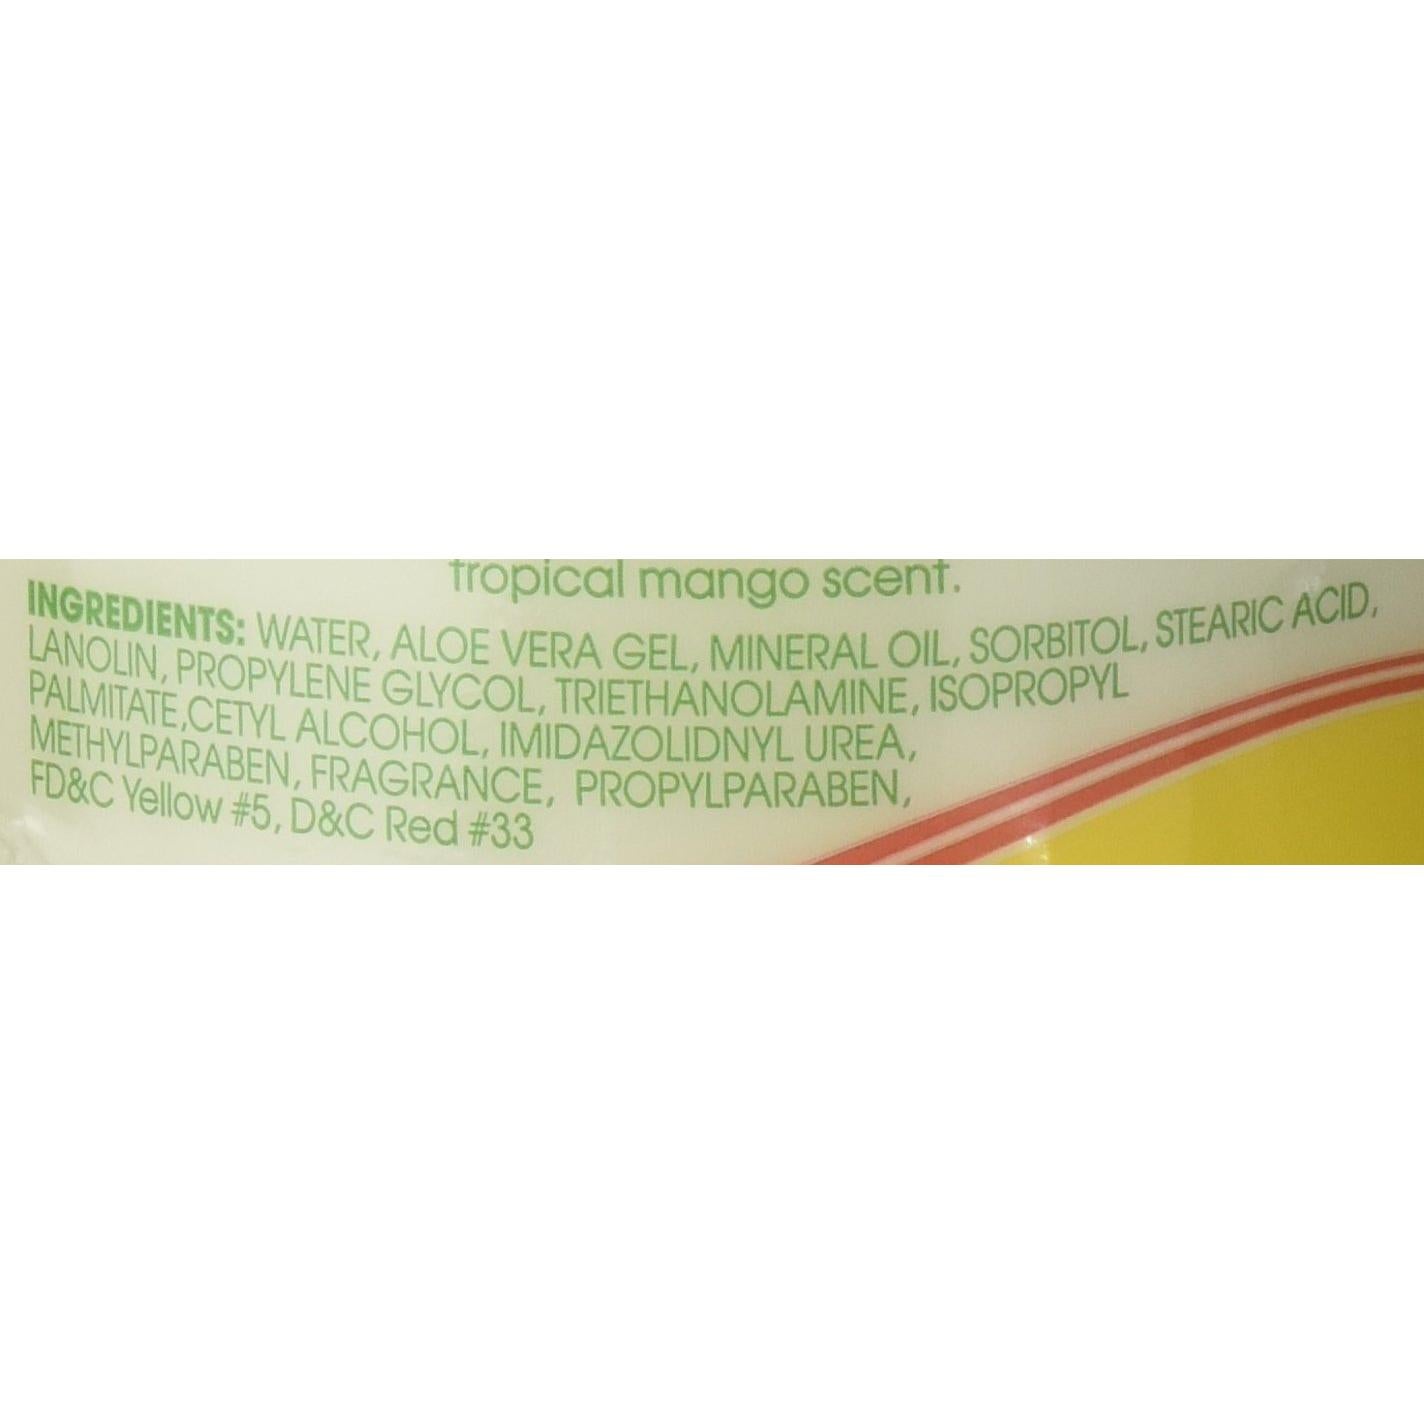 tropical mango scent.
INGREDIENTS: WATER, ALOE VERA GEL, MINERAL OIL, SORBITOL, STEARIC ACID,
LANOLIN, PROPYLENE GLYCOL, TRIETHANOLAMINE, ISOPROPYL
PALMITATE,CETYL ALCOHOL, IMIDAZOLIDNYL UREA,
METHYLPARABEN, FRAGRANCE, PROPYLPARABEN,
FD&C Yellow #5, D&C Red #33